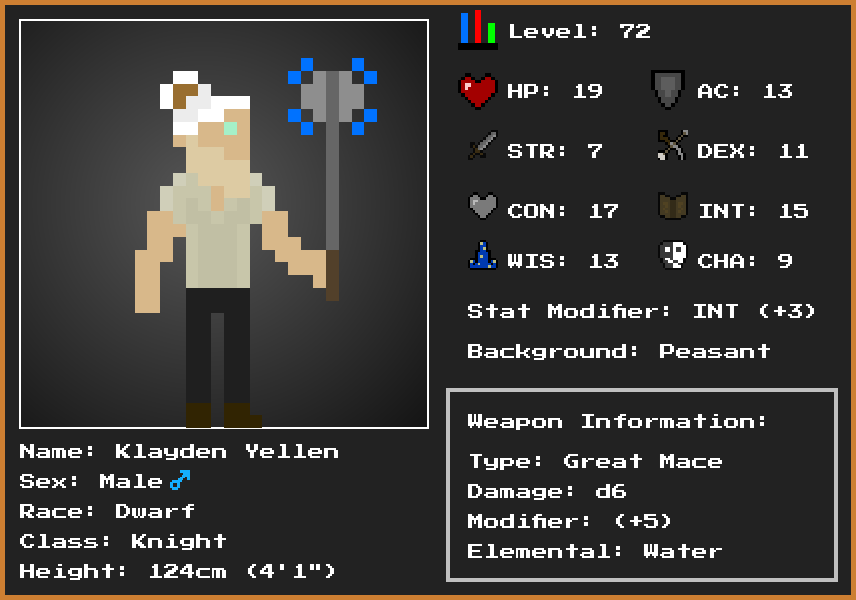 Level: 72
HP: 19
AC: 13
STR: 7
DEX: 11
CON: 17
INT: 15
WIS: 13
CHA: 9
Stat Modifier: INT (+3)
Background: Peasant
Weapon Information:
Type: Great Mace
Damage: d6
Modifier: (+5)
Elemental: Water
Name: Klayden Yellen
Sex: Male ♂
Race: Dwarf
Class: Knight
Height: 124cm (4'1")